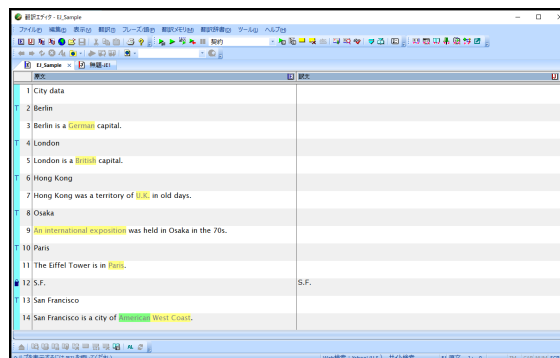 翻訳エディタ - EJ_Sample
ファイル(F) 編集(E) 表示(V) 翻訳(T) フレーズ/語(P) 翻訳メモリ(M) 翻訳辞書(D) ツール(L) ヘルプ(H)
契約
EJ_Sample × 無題-JE1
原文 訳文
1 City data
T 2 Berlin
3 Berlin is a German capital.
T 4 London
5 London is a British capital.
T 6 Hong Kong
7 Hong Kong was a territory of U.K. in old days.
T 8 Osaka
9 An international exposition was held in Osaka in the 70s.
T 10 Paris
11 The Eiffel Tower is in Paris.
12 S.F. S.F.
T 13 San Francisco
14 San Francisco is a city of American West Coast.